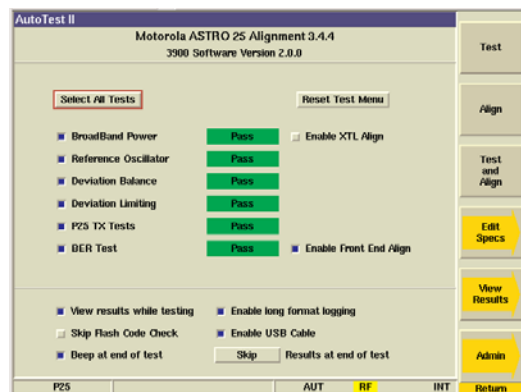 AutoTest II
Motorola ASTRO 25 Alignment 3.4.4
3900 Software Version 2.0.0
Select All Tests
Reset Test Menu
BroadBand Power Pass Enable XTL Align
Reference Oscillator Pass
Deviation Balance Pass
Deviation Limiting Pass
P25 TX Tests Pass
BER Test Pass Enable Front End Align
View results while testing Enable long format logging
Skip Flash Code Check Enable USB Cable
Beep at end of test Skip Results at end of test
P25 AUT RF INT
Test
Align
Test
and
Align
Edit
Specs
View
Results
Admin
Return